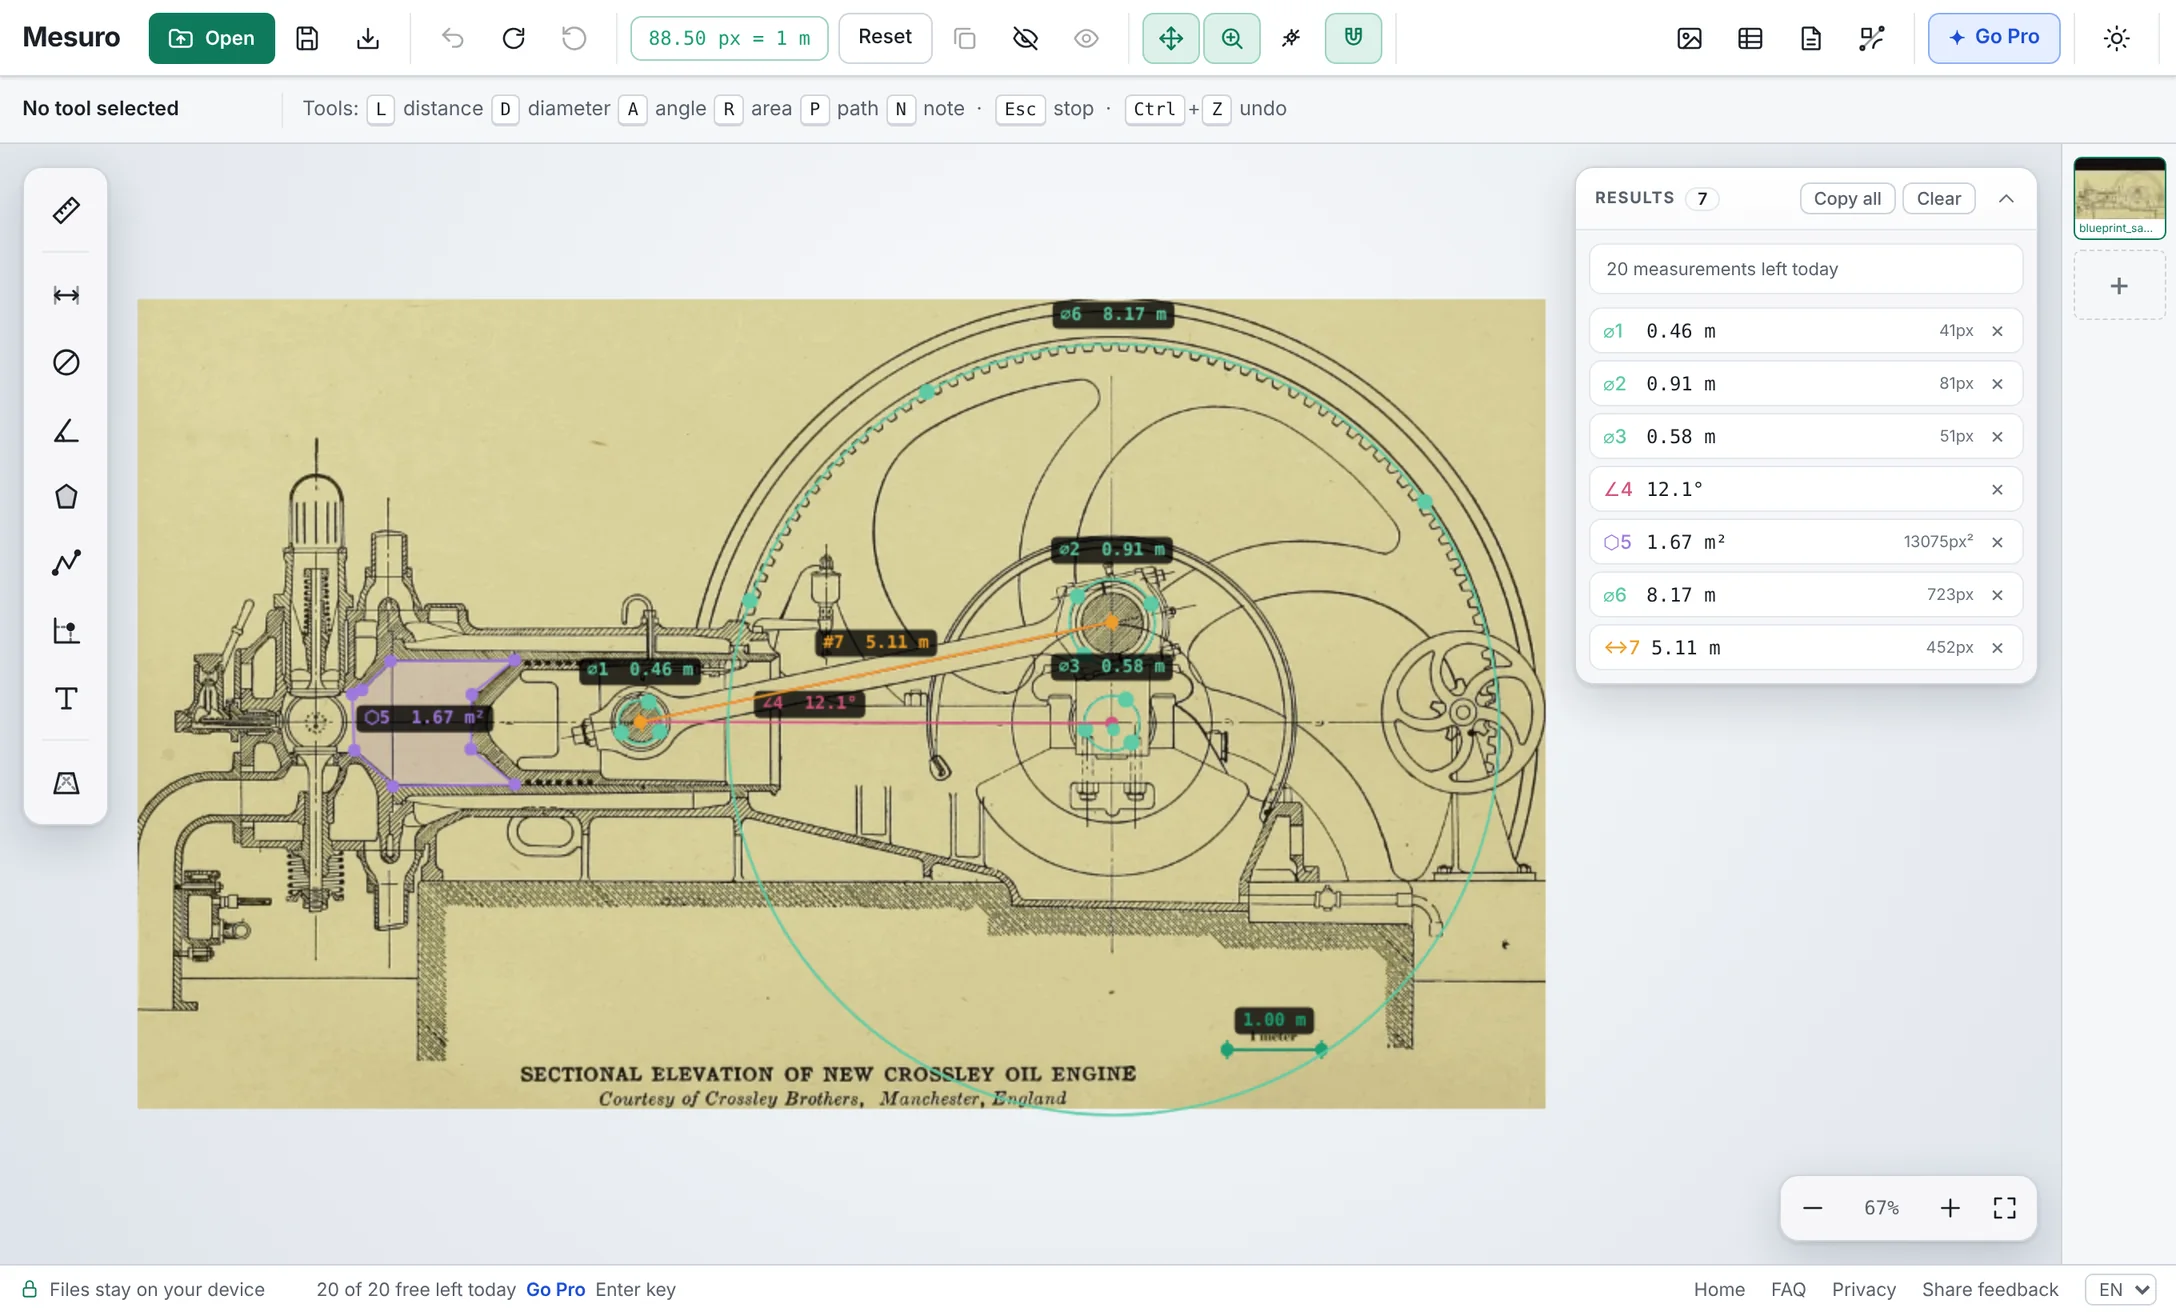 Mesuro
Open
88.50 px = 1 m
Reset
Go Pro
No tool selected
Tools: L distance D diameter A angle R area P path N note · Esc stop · Ctrl + Z undo
RESULTS 7
Copy all
Clear
20 measurements left today
⌀1 0.46 m 41px
⌀2 0.91 m 81px
⌀3 0.58 m 51px
∠4 12.1°
⬡5 1.67 m² 13075px²
⌀6 8.17 m 723px
↔7 5.11 m 452px
blueprint_sa...
⌀6 8.17 m
⌀2 0.91 m
#7 5.11 m
⌀1 0.46 m
⌀3 0.58 m
∠4 12.1°
⬡5 1.67 m²
1.00 m
1 meter
SECTIONAL ELEVATION OF NEW CROSSLEY OIL ENGINE
Courtesy of Crossley Brothers, Manchester, England
67%
Files stay on your device
20 of 20 free left today Go Pro Enter key
Home FAQ Privacy Share feedback EN